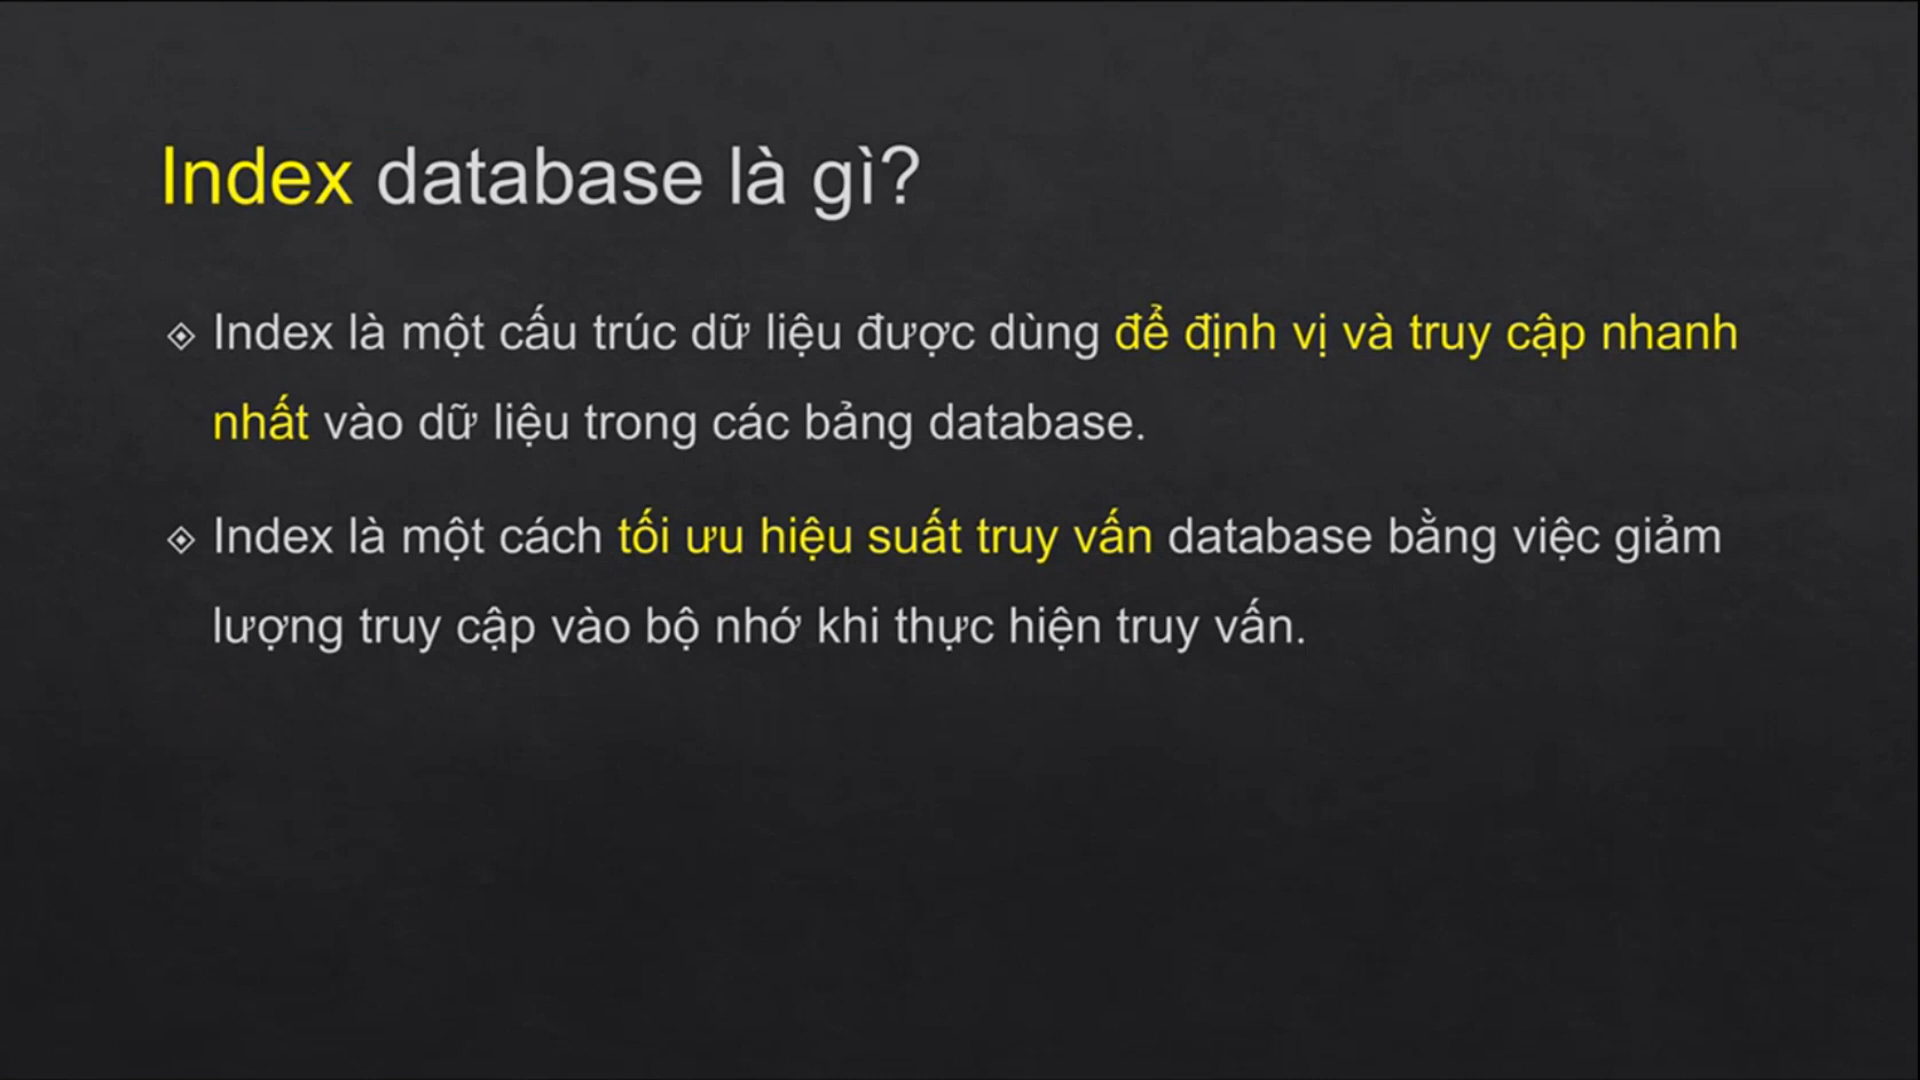 Index database là gì?
Index là một cấu trúc dữ liệu được dùng để định vị và truy cập nhanh
nhất vào dữ liệu trong các bảng database.
Index là một cách tối ưu hiệu suất truy vấn database bằng việc giảm
lượng truy cập vào bộ nhớ khi thực hiện truy vấn.